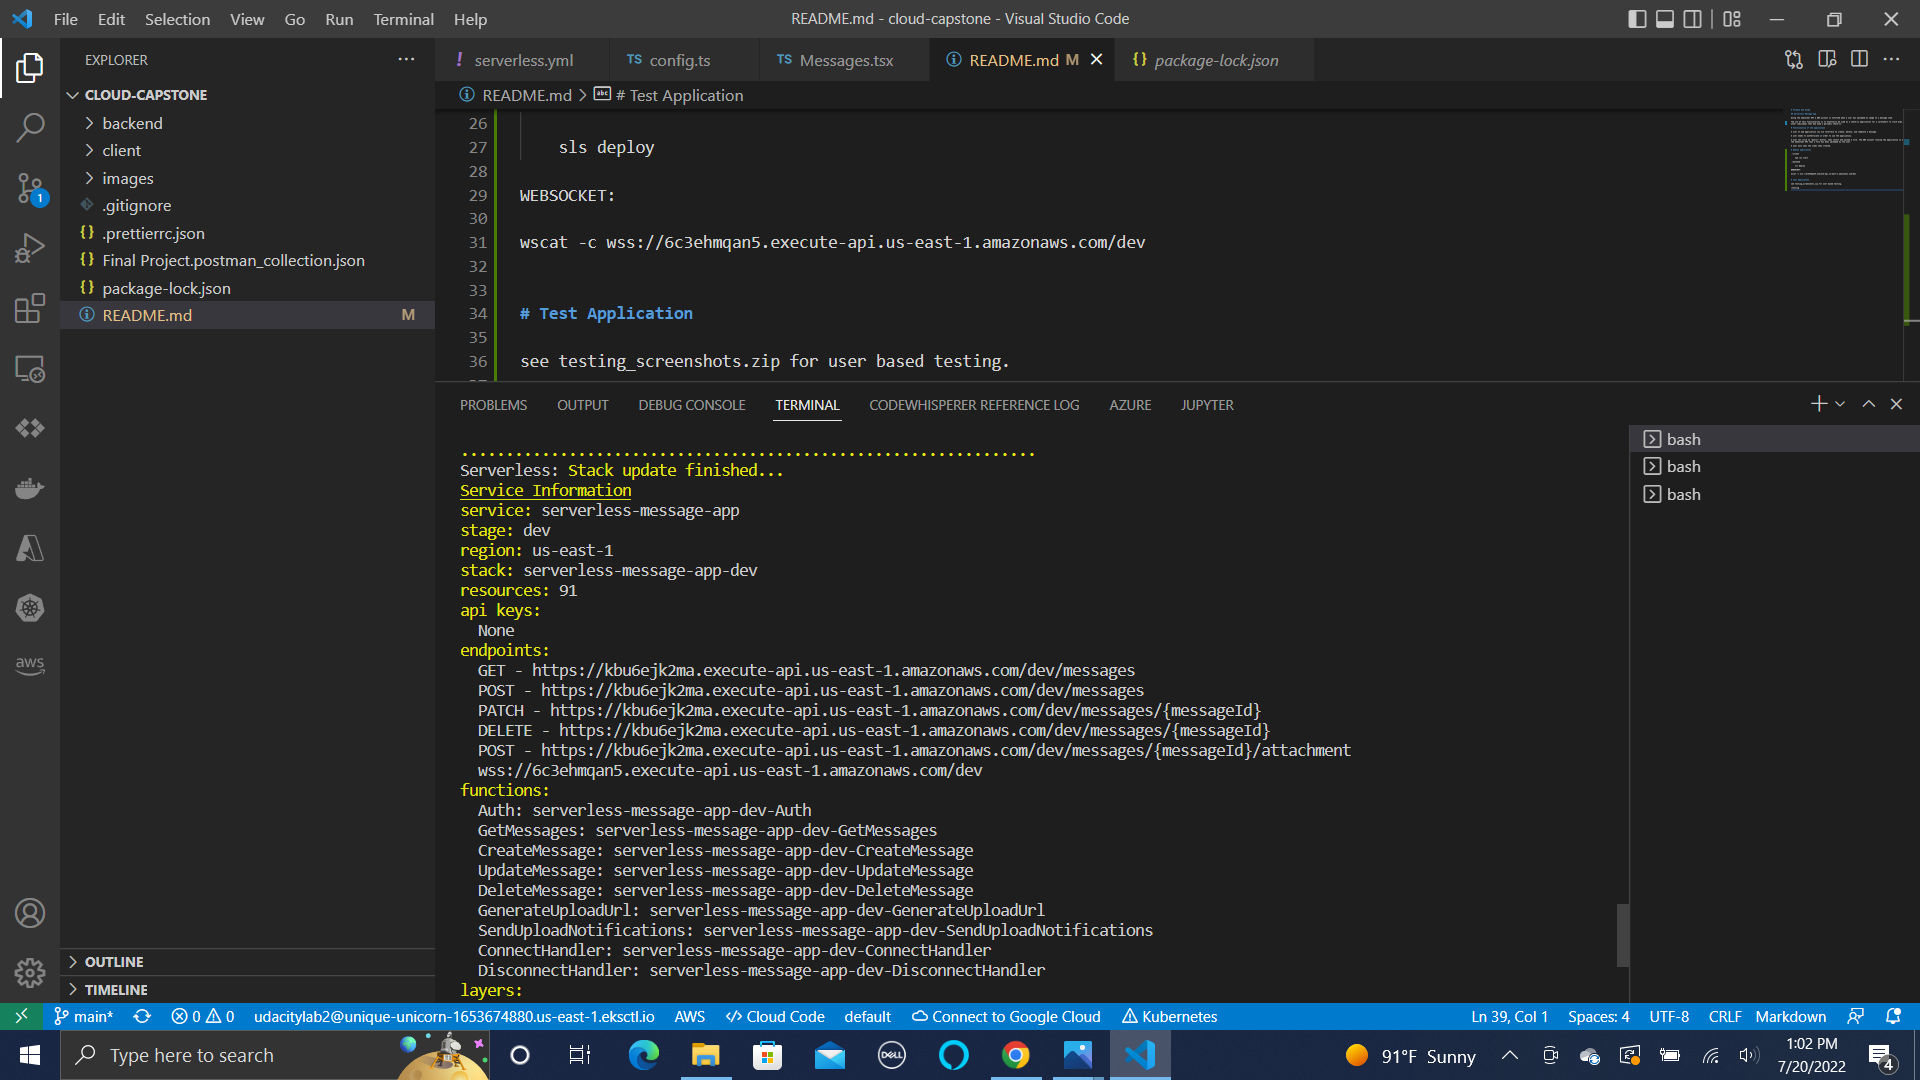 File Edit Selection View Go Run Terminal Help
README.md - cloud-capstone - Visual Studio Code
EXPLORER
CLOUD-CAPSTONE
backend
client
images
.gitignore
.prettierrc.json
Final Project.postman_collection.json
package-lock.json
README.md M
OUTLINE
TIMELINE
1
aws
! serverless.yml
TS config.ts
TS Messages.tsx
README.md M
{} package-lock.json
README.md > # Test Application
26
27 sls deploy
28
29 WEBSOCKET:
30
31 wscat -c wss://6c3ehmqan5.execute-api.us-east-1.amazonaws.com/dev
32
33
34 # Test Application
35
36 see testing_screenshots.zip for user based testing.
PROBLEMS OUTPUT DEBUG CONSOLE TERMINAL CODEWHISPERER REFERENCE LOG AZURE JUPYTER
bash
bash
bash
................................................................
Serverless: Stack update finished...
Service Information
service: serverless-message-app
stage: dev
region: us-east-1
stack: serverless-message-app-dev
resources: 91
api keys:
None
endpoints:
GET - https://kbu6ejk2ma.execute-api.us-east-1.amazonaws.com/dev/messages
POST - https://kbu6ejk2ma.execute-api.us-east-1.amazonaws.com/dev/messages
PATCH - https://kbu6ejk2ma.execute-api.us-east-1.amazonaws.com/dev/messages/{messageId}
DELETE - https://kbu6ejk2ma.execute-api.us-east-1.amazonaws.com/dev/messages/{messageId}
POST - https://kbu6ejk2ma.execute-api.us-east-1.amazonaws.com/dev/messages/{messageId}/attachment
wss://6c3ehmqan5.execute-api.us-east-1.amazonaws.com/dev
functions:
Auth: serverless-message-app-dev-Auth
GetMessages: serverless-message-app-dev-GetMessages
CreateMessage: serverless-message-app-dev-CreateMessage
UpdateMessage: serverless-message-app-dev-UpdateMessage
DeleteMessage: serverless-message-app-dev-DeleteMessage
GenerateUploadUrl: serverless-message-app-dev-GenerateUploadUrl
SendUploadNotifications: serverless-message-app-dev-SendUploadNotifications
ConnectHandler: serverless-message-app-dev-ConnectHandler
DisconnectHandler: serverless-message-app-dev-DisconnectHandler
layers:
main* 0 0 udacitylab2@unique-unicorn-1653674880.us-east-1.eksctl.io AWS Cloud Code default Connect to Google Cloud Kubernetes Ln 39, Col 1 Spaces: 4 UTF-8 CRLF Markdown
Type here to search
DELL
91°F Sunny
1:02 PM
7/20/2022
4